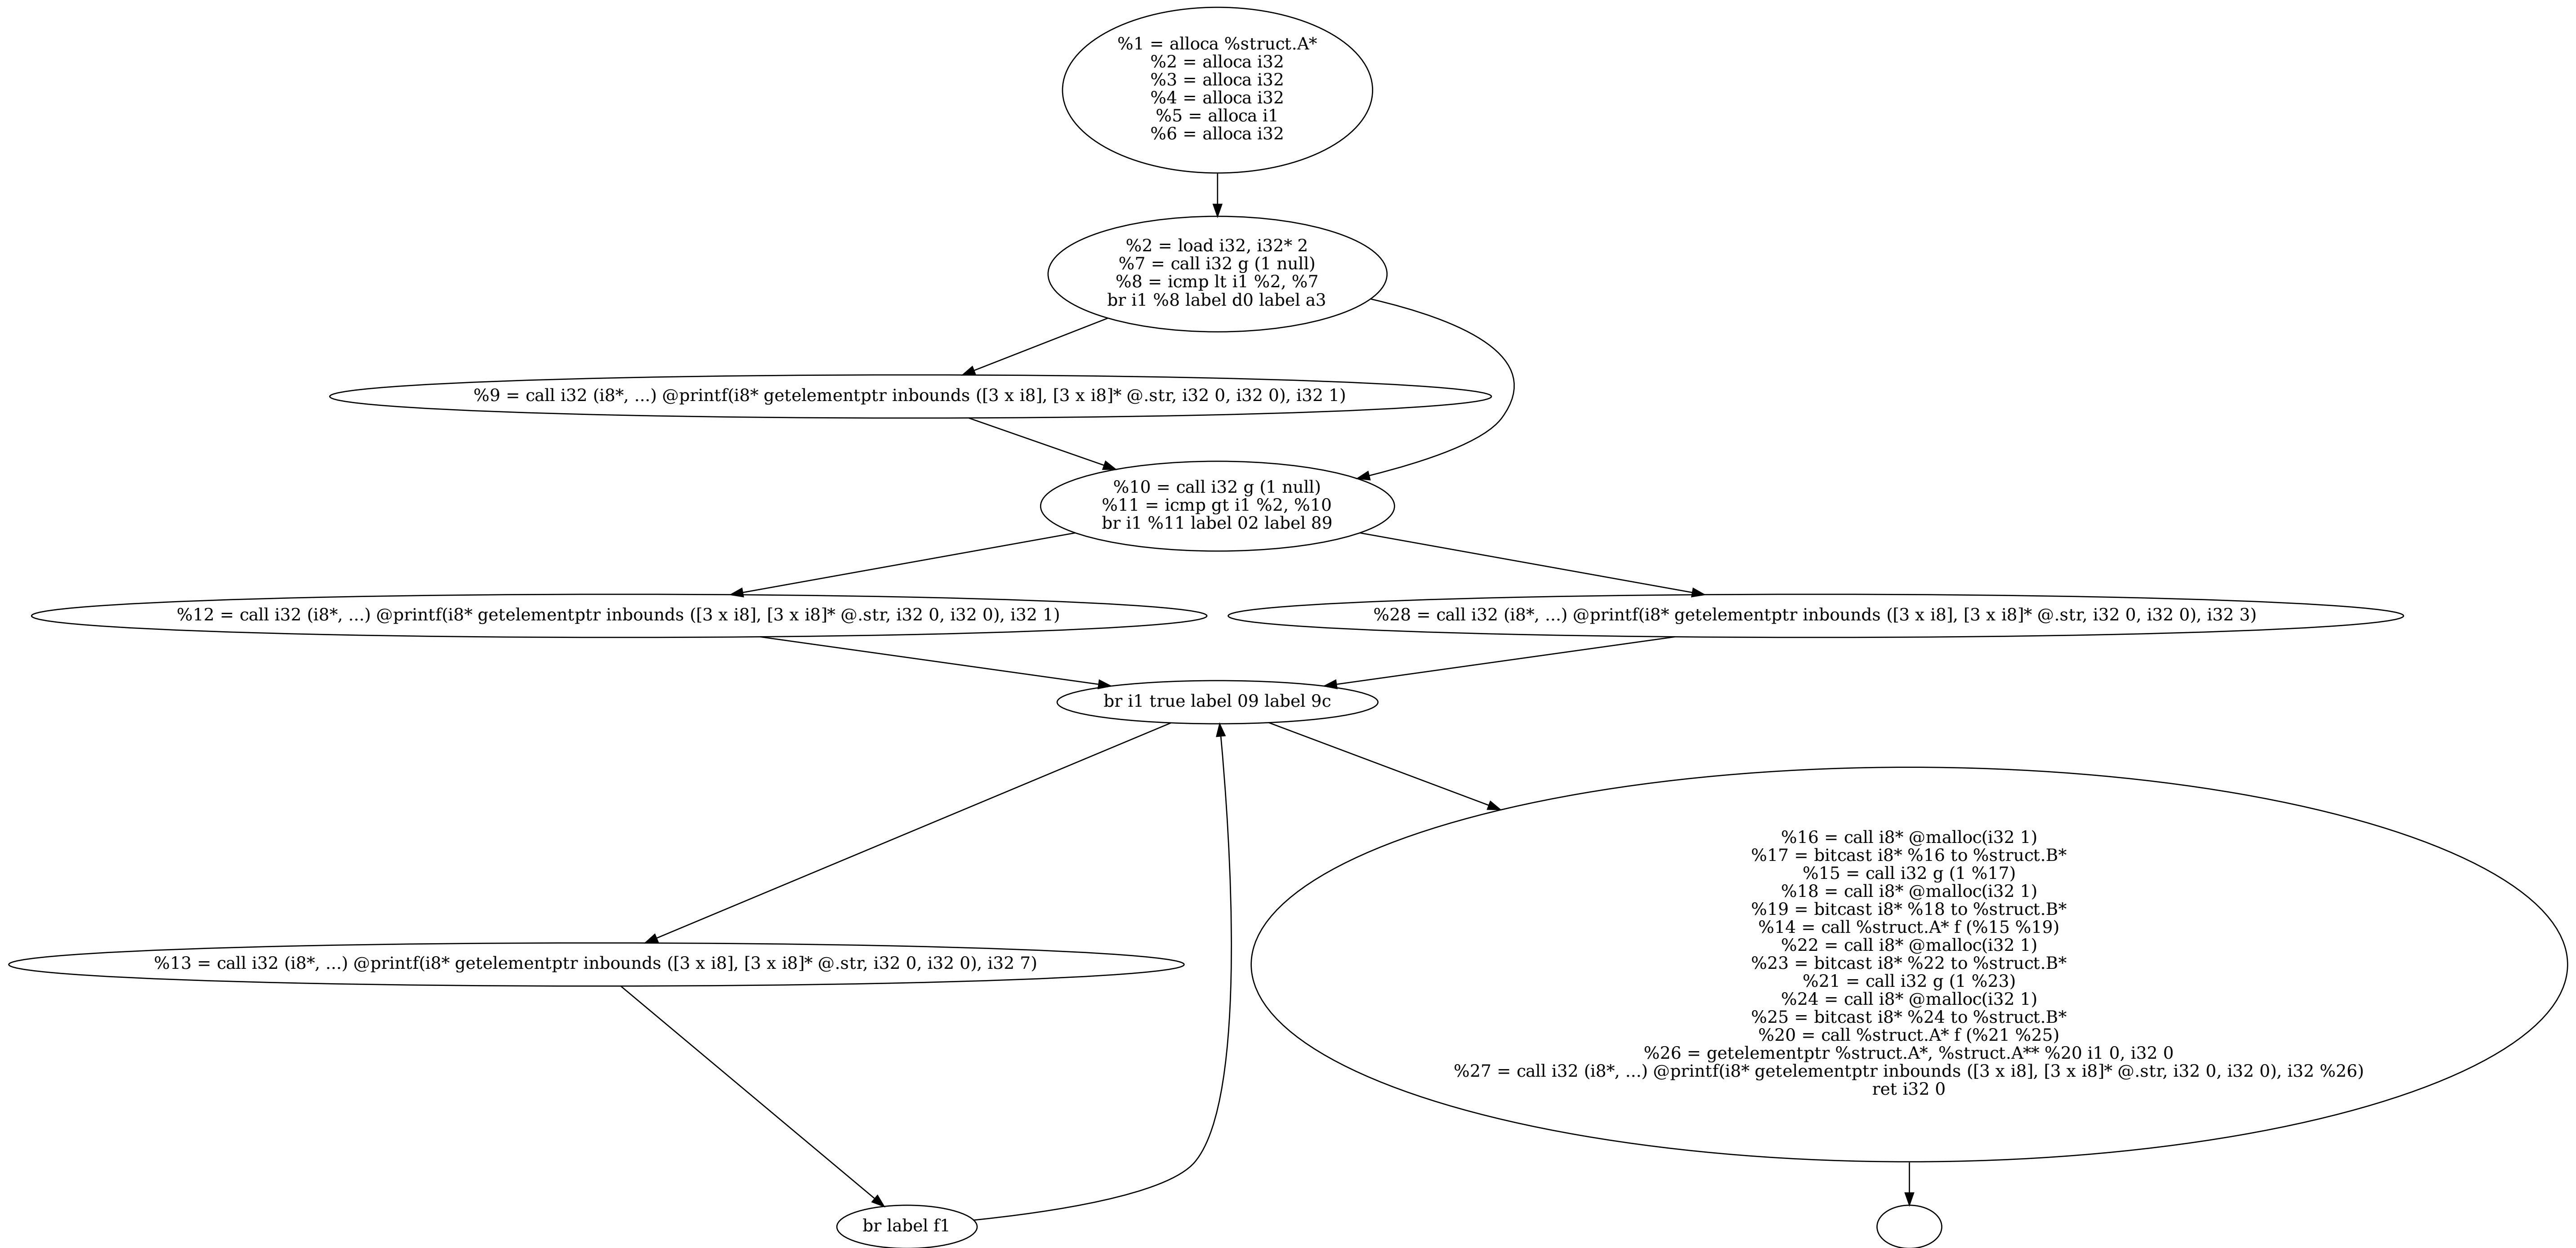 %1 = alloca %struct.A*
%2 = alloca i32
%3 = alloca i32
%4 = alloca i32
%5 = alloca i1
%6 = alloca i32
%2 = load i32, i32* 2
%7 = call i32 g (1 null)
%8 = icmp lt i1 %2, %7
br i1 %8 label d0 label a3
%9 = call i32 (i8*, ...) @printf(i8* getelementptr inbounds ([3 x i8], [3 x i8]* @.str, i32 0, i32 0), i32 1)
%10 = call i32 g (1 null)
%11 = icmp gt i1 %2, %10
br i1 %11 label 02 label 89
%12 = call i32 (i8*, ...) @printf(i8* getelementptr inbounds ([3 x i8], [3 x i8]* @.str, i32 0, i32 0), i32 1)
%28 = call i32 (i8*, ...) @printf(i8* getelementptr inbounds ([3 x i8], [3 x i8]* @.str, i32 0, i32 0), i32 3)
br i1 true label 09 label 9c
%13 = call i32 (i8*, ...) @printf(i8* getelementptr inbounds ([3 x i8], [3 x i8]* @.str, i32 0, i32 0), i32 7)
%16 = call i8* @malloc(i32 1)
%17 = bitcast i8* %16 to %struct.B*
%15 = call i32 g (1 %17)
%18 = call i8* @malloc(i32 1)
%19 = bitcast i8* %18 to %struct.B*
%14 = call %struct.A* f (%15 %19)
%22 = call i8* @malloc(i32 1)
%23 = bitcast i8* %22 to %struct.B*
%21 = call i32 g (1 %23)
%24 = call i8* @malloc(i32 1)
%25 = bitcast i8* %24 to %struct.B*
%20 = call %struct.A* f (%21 %25)
%26 = getelementptr %struct.A*, %struct.A** %20 i1 0, i32 0
%27 = call i32 (i8*, ...) @printf(i8* getelementptr inbounds ([3 x i8], [3 x i8]* @.str, i32 0, i32 0), i32 %26)
ret i32 0
br label f1